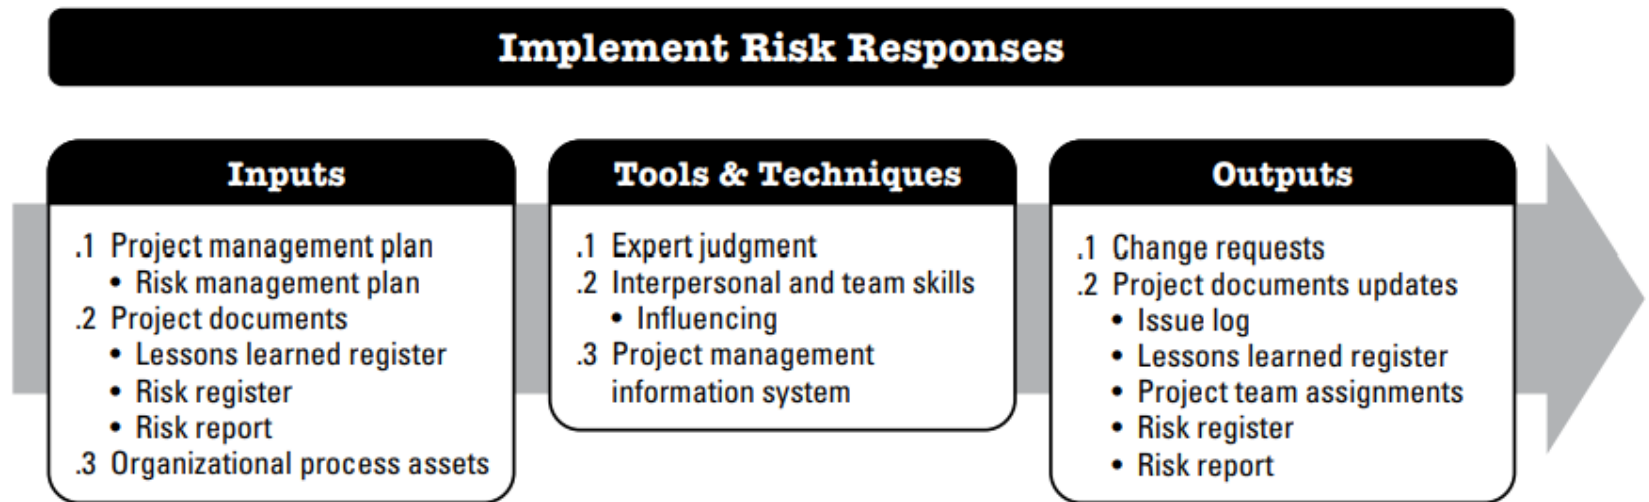 Implement Risk Responses
Inputs
.1 Project management plan
• Risk management plan
.2 Project documents
• Lessons learned register
• Risk register
• Risk report
.3 Organizational process assets
Tools & Techniques
.1 Expert judgment
.2 Interpersonal and team skills
• Influencing
.3 Project management
information system
Outputs
.1 Change requests
.2 Project documents updates
• Issue log
• Lessons learned register
• Project team assignments
• Risk register
• Risk report